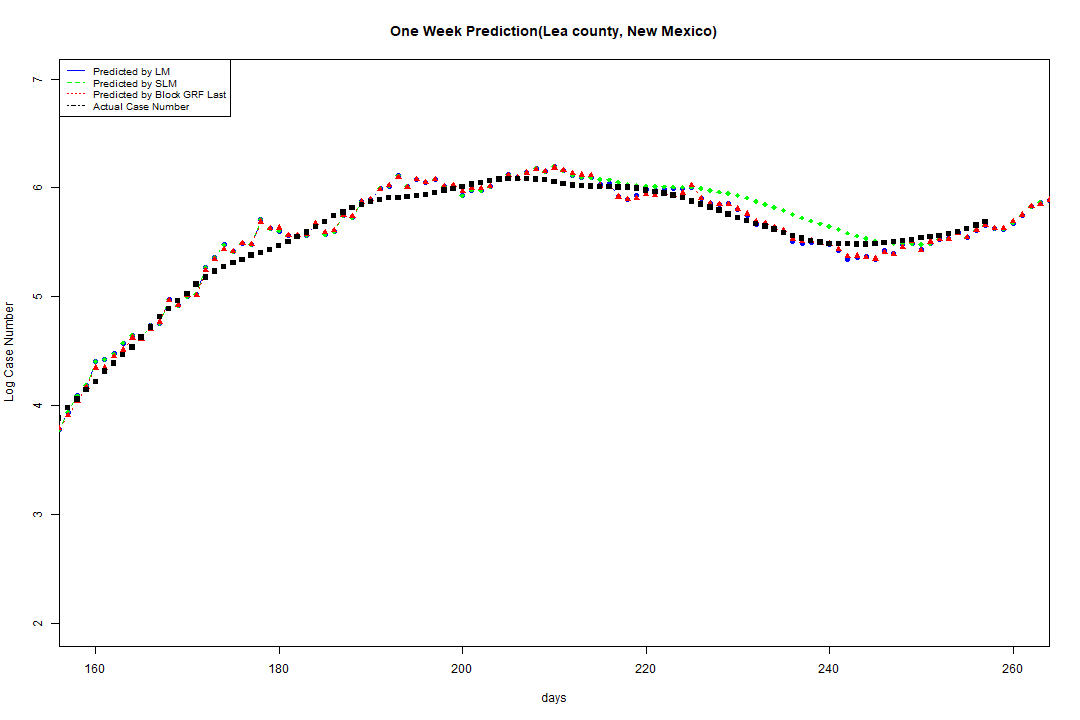 One Week Prediction(Lea county, New Mexico)
Predicted by LM
Predicted by SLM
Predicted by Block GRF Last
Actual Case Number
7
6
5
4
3
2
Log Case Number
160 180 200 220 240 260
days